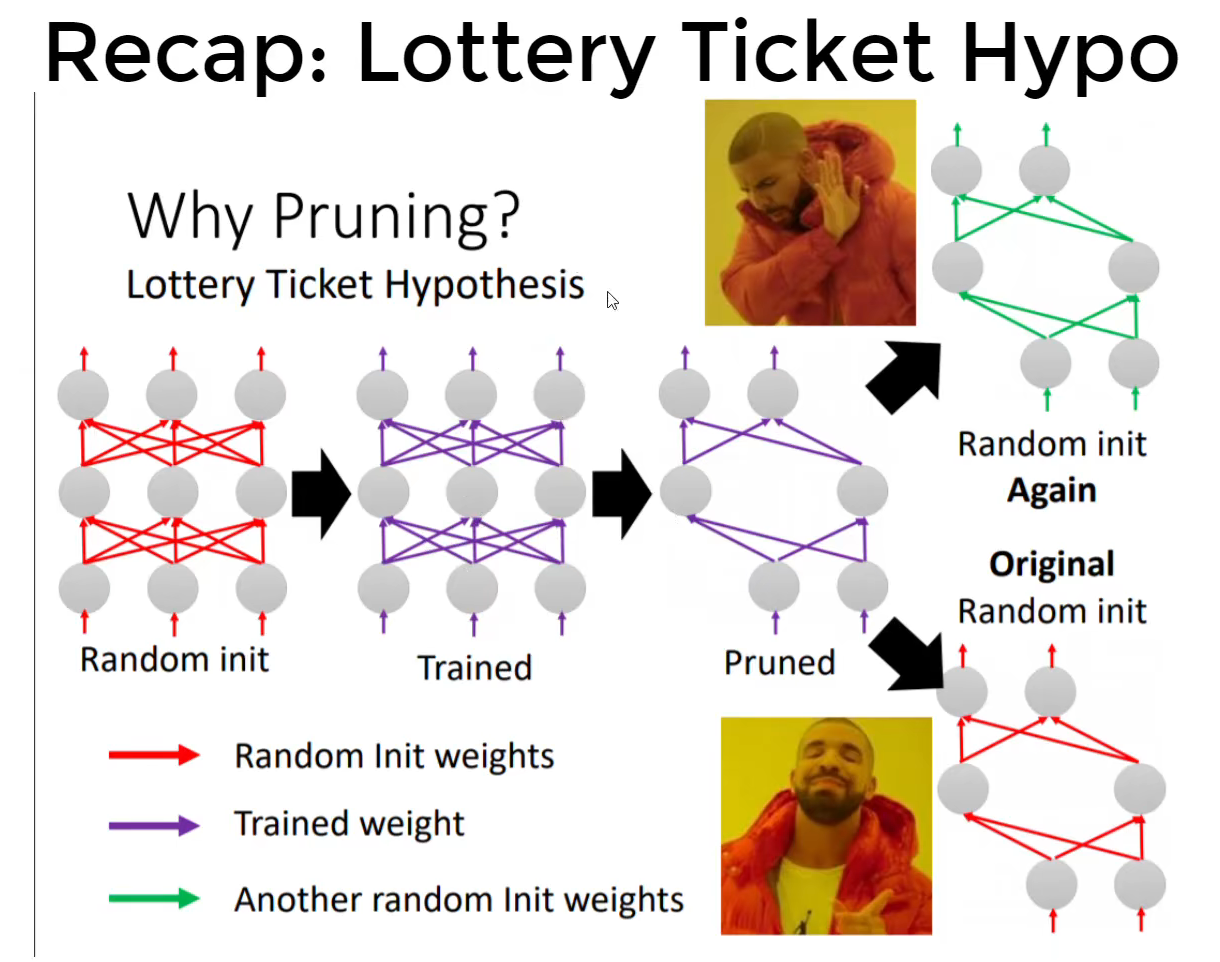 Recap: Lottery Ticket Hypo
Why Pruning?
Lottery Ticket Hypothesis
Random init
Trained
Pruned
Random init
Again
Original
Random init
Random Init weights
Trained weight
Another random Init weights